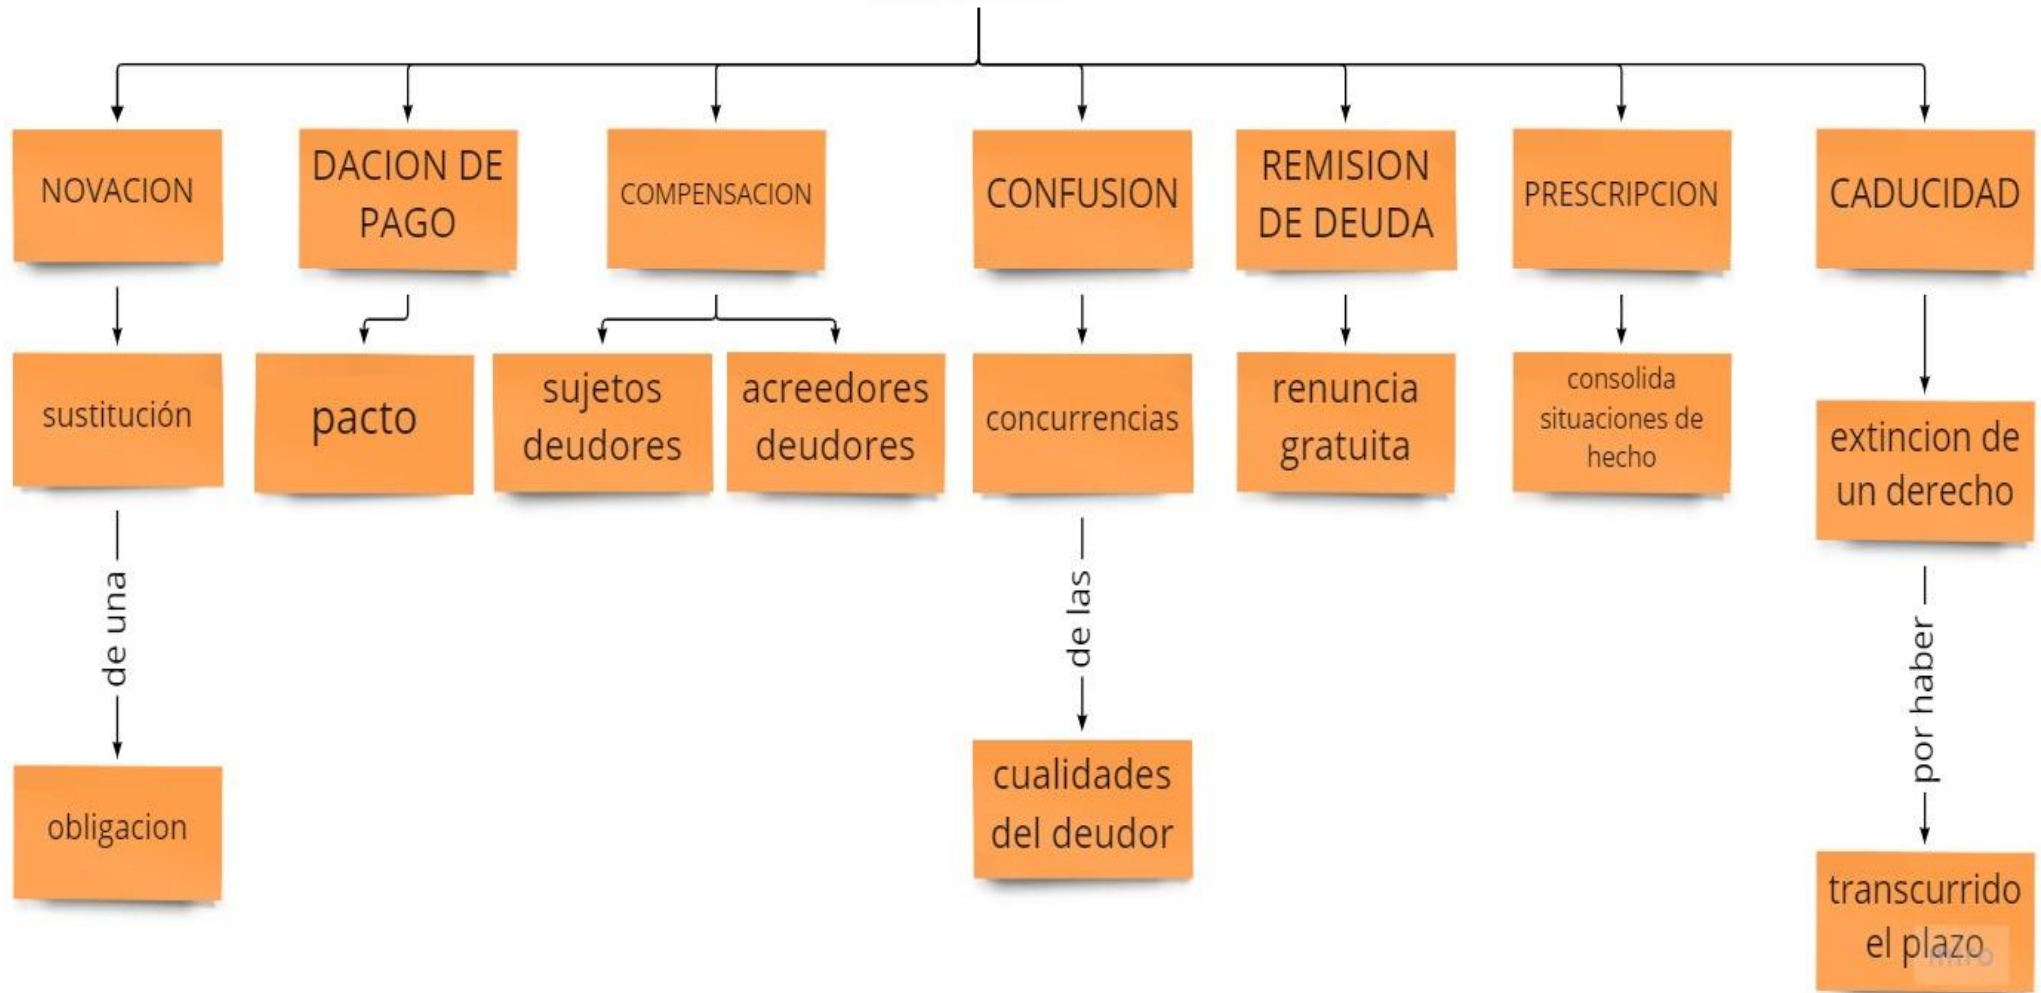 NOVACION
DACION DE
PAGO
COMPENSACION
CONFUSION
REMISION
DE DEUDA
PRESCRIPCION
CADUCIDAD
sustitución
pacto
sujetos
deudores
acreedores
deudores
concurrencias
renuncia
gratuita
consolida
situaciones de
hecho
extincion de
un derecho
de una
de las
por haber
obligacion
cualidades
del deudor
transcurrido
el plazo
miro